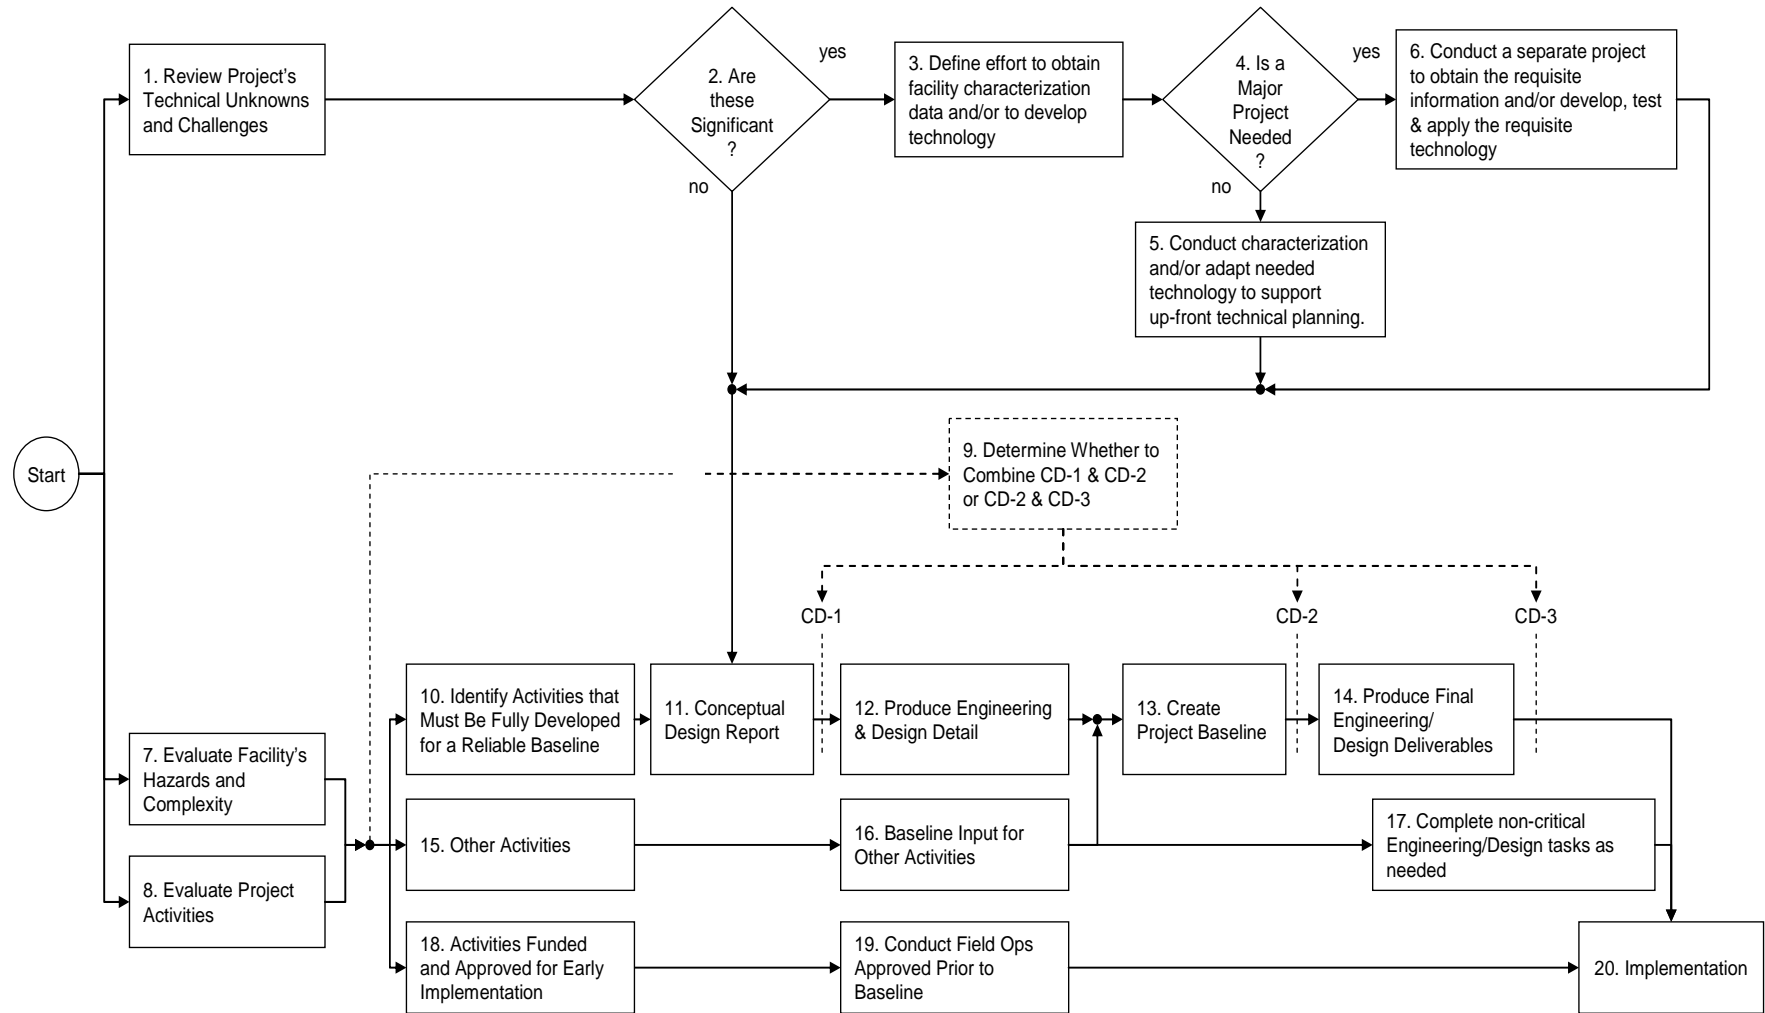 1. Review Project's
Technical Unknowns
and Challenges
2. Are
these
Significant
?
yes
no
3. Define effort to obtain
facility characterization
data and/or to develop
technology
4. Is a
Major
Project
Needed
?
yes
no
6. Conduct a separate project
to obtain the requisite
information and/or develop, test
& apply the requisite
technology
5. Conduct characterization
and/or adapt needed
technology to support
up-front technical planning.
Start
9. Determine Whether to
Combine CD-1 & CD-2
or CD-2 & CD-3
CD-1
CD-2
CD-3
7. Evaluate Facility's
Hazards and
Complexity
8. Evaluate Project
Activities
10. Identify Activities that
Must Be Fully Developed
for a Reliable Baseline
11. Conceptual
Design Report
12. Produce Engineering
& Design Detail
13. Create
Project Baseline
14. Produce Final
Engineering/
Design Deliverables
15. Other Activities
16. Baseline Input for
Other Activities
17. Complete non-critical
Engineering/Design tasks as
needed
18. Activities Funded
and Approved for Early
Implementation
19. Conduct Field Ops
Approved Prior to
Baseline
20. Implementation